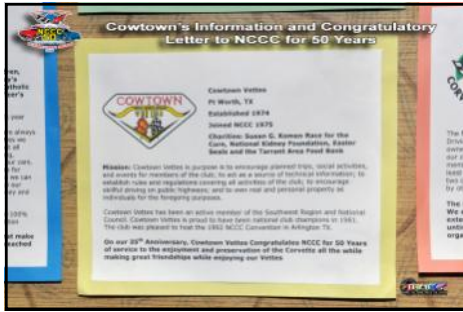 Cowtown's Information and Congratulatory
Letter to NCCC for 50 Years
NCCC
50
COWTOWN
Cowtown Vettes
Ft Worth, TX
Established 1974
Joined NCCC 1975
Charities: Susan G. Komen Race for the
Cure, National Kidney Foundation, Easter
Seals and the Tarrant Area Food Bank
Mission: Cowtown Vettes is purpose is to encourage planned trips, social activities,
and events for members of the club; to act as a source of technical information; to
establish rules and regulations covering all activities of the club; to encourage
skilful driving on public highways; and to own real and personal property as
individuals for the foregoing purposes.
Cowtown Vettes has been an active member of the Southwest Region and National
Council. Cowtown Vettes is proud to have been national club champions in 1981.
The club was pleased to host the 1982 NCCC Convention in Arlington TX.
On our 35th Anniversary, Cowtown Vettes Congratulates NCCC for 50 Years
of service to the enjoyment and preservation of the Corvette all the while
making great friendships while enjoying our Vettes